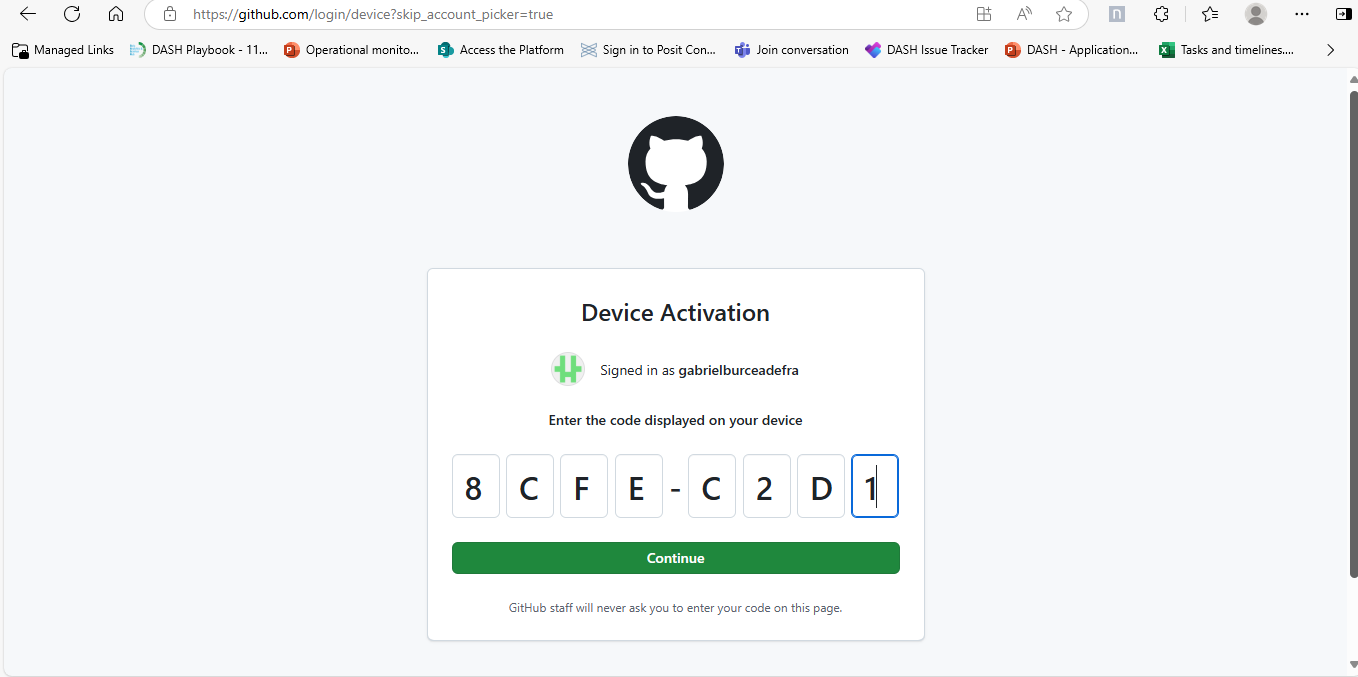 https://github.com/login/device?skip_account_picker=true
Managed Links DASH Playbook - 11... Operational monito... Access the Platform Sign in to Posit Con... Join conversation DASH Issue Tracker DASH - Application... Tasks and timelines....
Device Activation
Signed in as gabrielburceadefra
Enter the code displayed on your device
8 C F E - C 2 D 1
Continue
GitHub staff will never ask you to enter your code on this page.